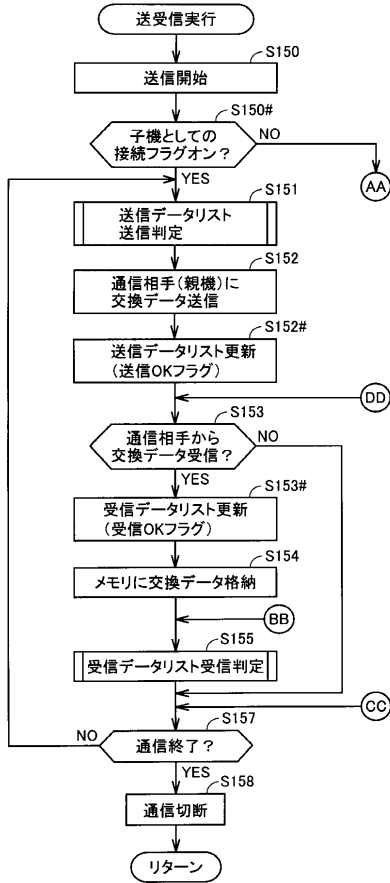 送受信実行
S150
送信開始
S150#
子機としての
接続フラグオン?
NO
YES
AA
S151
送信データリスト
送信判定
S152
通信相手(親機)に
交換データ送信
S152#
送信データリスト更新
(送信OKフラグ)
DD
S153
通信相手から
交換データ受信?
NO
YES
S153#
受信データリスト更新
(受信OKフラグ)
S154
メモリに交換データ格納
BB
S155
受信データリスト受信判定
CC
S157
NO
通信終了?
YES
S158
通信切断
リターン